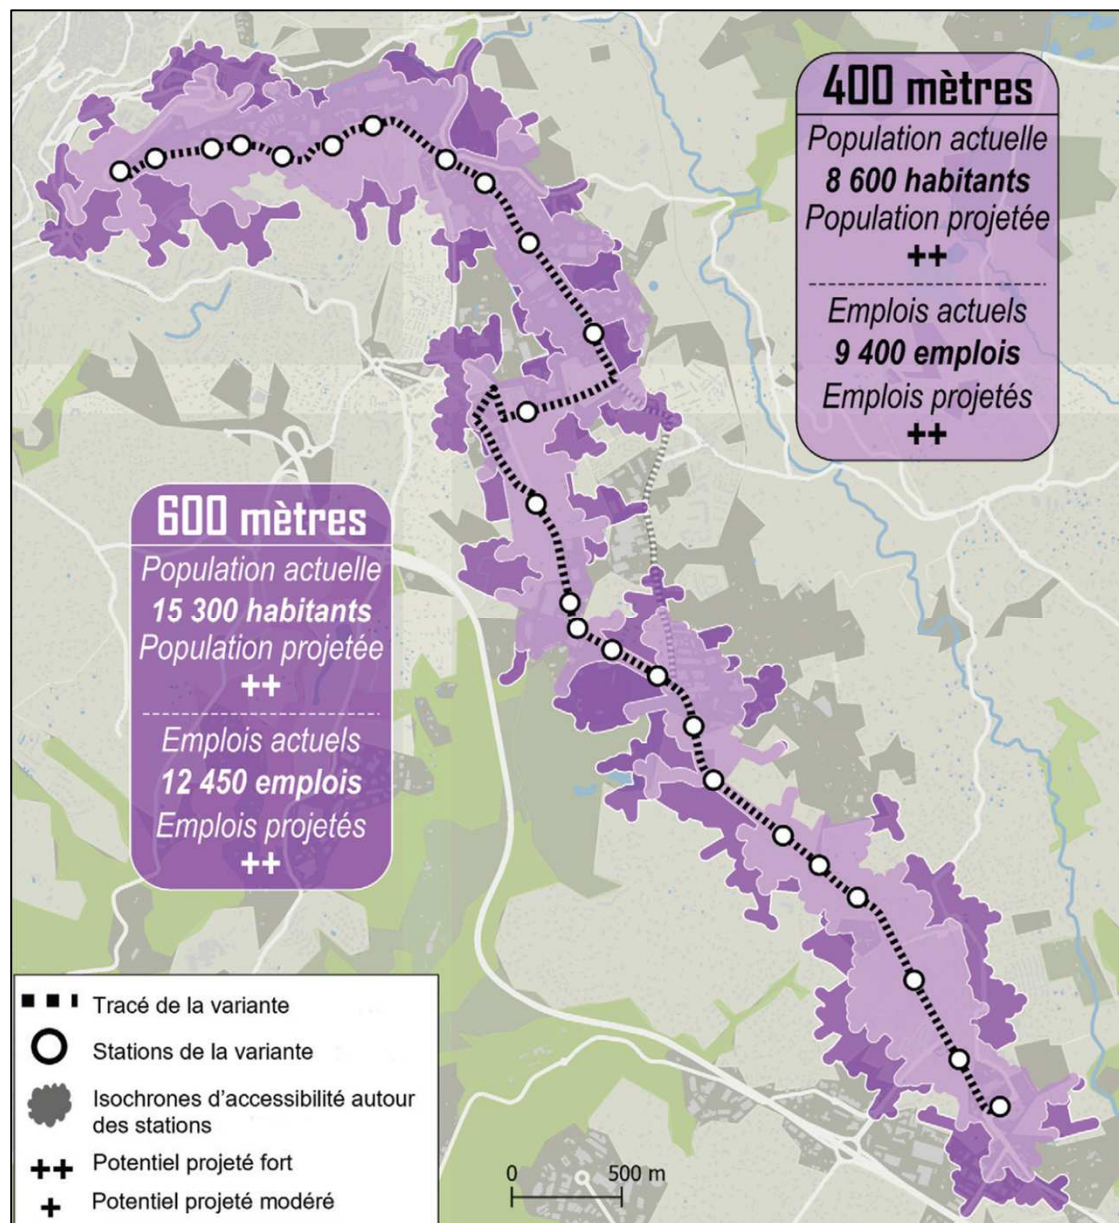 400 mètres
Population actuelle
8 600 habitants
Population projetée
++
Emplois actuels
9 400 emplois
Emplois projetés
++
600 mètres
Population actuelle
15 300 habitants
Population projetée
++
Emplois actuels
12 450 emplois
Emplois projetés
++
Tracé de la variante
Stations de la variante
Isochrones d'accessibilité autour
des stations
++ Potentiel projeté fort
+ Potentiel projeté modéré
0 500 m